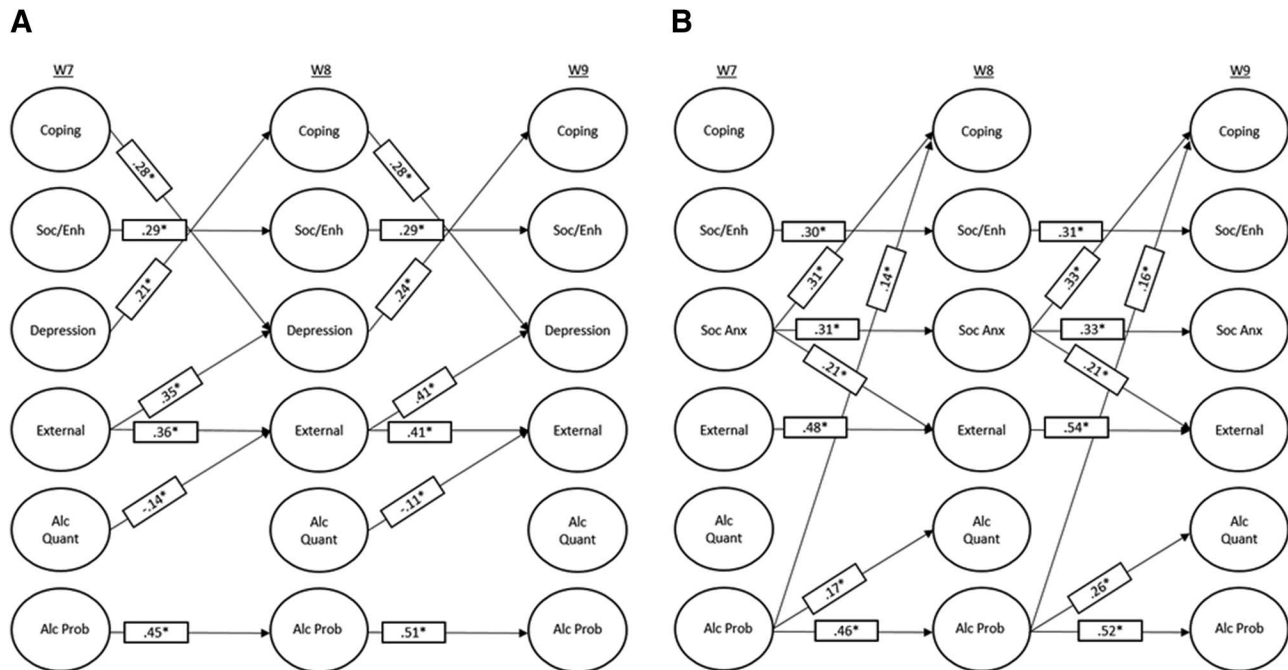 A
W7
W8
W9
Coping
.28*
Coping
.28*
Coping
Soc/Enh
.29*
Soc/Enh
.29*
Soc/Enh
.21*
.24*
Depression
Depression
Depression
.35*
.41*
External
.36*
External
.41*
External
-.14*
-.11*
Alc
Quant
Alc
Quant
Alc
Quant
Alc Prob
.45*
Alc Prob
.51*
Alc Prob
B
W7
W8
W9
Coping
Coping
Coping
Soc/Enh
.30*
Soc/Enh
.31*
Soc/Enh
.31*
.14*
.33*
.16*
Soc Anx
.31*
Soc Anx
.33*
Soc Anx
.21*
.21*
External
.48*
External
.54*
External
Alc
Quant
Alc
Quant
Alc
Quant
.17*
.26*
Alc Prob
.46*
Alc Prob
.52*
Alc Prob